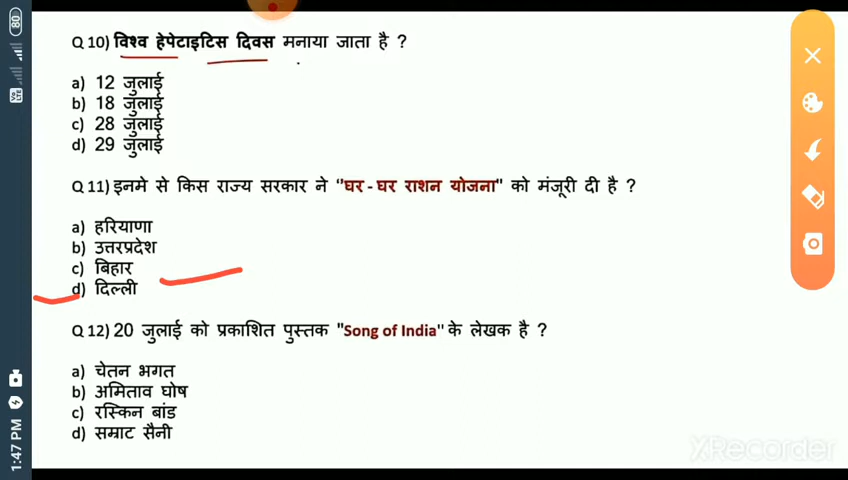 Q 10) विश्व हेपेटाइटिस दिवस मनाया जाता है ?
a) 12 जुलाई
b) 18 जुलाई
c) 28 जुलाई
d) 29 जुलाई
Q 11) इनमे से किस राज्य सरकार ने "घर - घर राशन योजना" को मंजूरी दी है ?
a) हरियाणा
b) उत्तरप्रदेश
c) बिहार
d) दिल्ली
Q 12) 20 जुलाई को प्रकाशित पुस्तक "Song of India" के लेखक है ?
a) चेतन भगत
b) अमिताव घोष
c) रस्किन बांड
d) सम्राट सैनी
80
1:47 PM
XRecorder